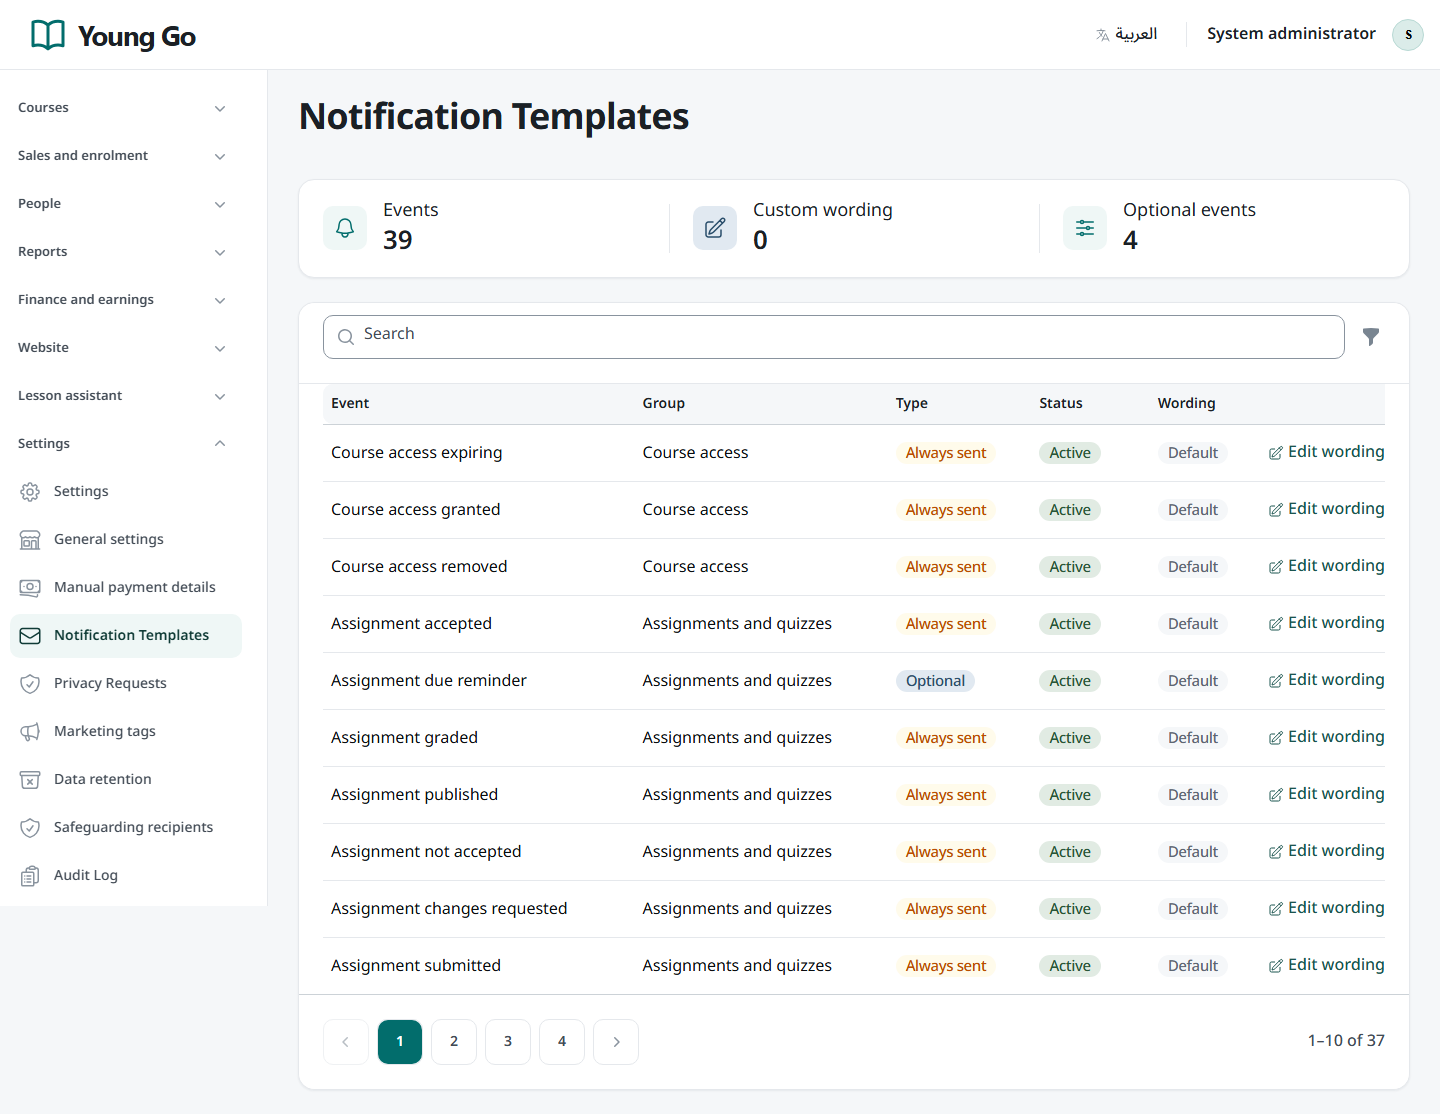 Young Go
العربية
System administrator
S
Courses
Sales and enrolment
People
Reports
Finance and earnings
Website
Lesson assistant
Settings
Settings
General settings
Manual payment details
Notification Templates
Privacy Requests
Marketing tags
Data retention
Safeguarding recipients
Audit Log
Notification Templates
Events
39
Custom wording
0
Optional events
4
Search
Event Group Type Status Wording
Course access expiring Course access Always sent Active Default Edit wording
Course access granted Course access Always sent Active Default Edit wording
Course access removed Course access Always sent Active Default Edit wording
Assignment accepted Assignments and quizzes Always sent Active Default Edit wording
Assignment due reminder Assignments and quizzes Optional Active Default Edit wording
Assignment graded Assignments and quizzes Always sent Active Default Edit wording
Assignment published Assignments and quizzes Always sent Active Default Edit wording
Assignment not accepted Assignments and quizzes Always sent Active Default Edit wording
Assignment changes requested Assignments and quizzes Always sent Active Default Edit wording
Assignment submitted Assignments and quizzes Always sent Active Default Edit wording
1 2 3 4
1–10 of 37